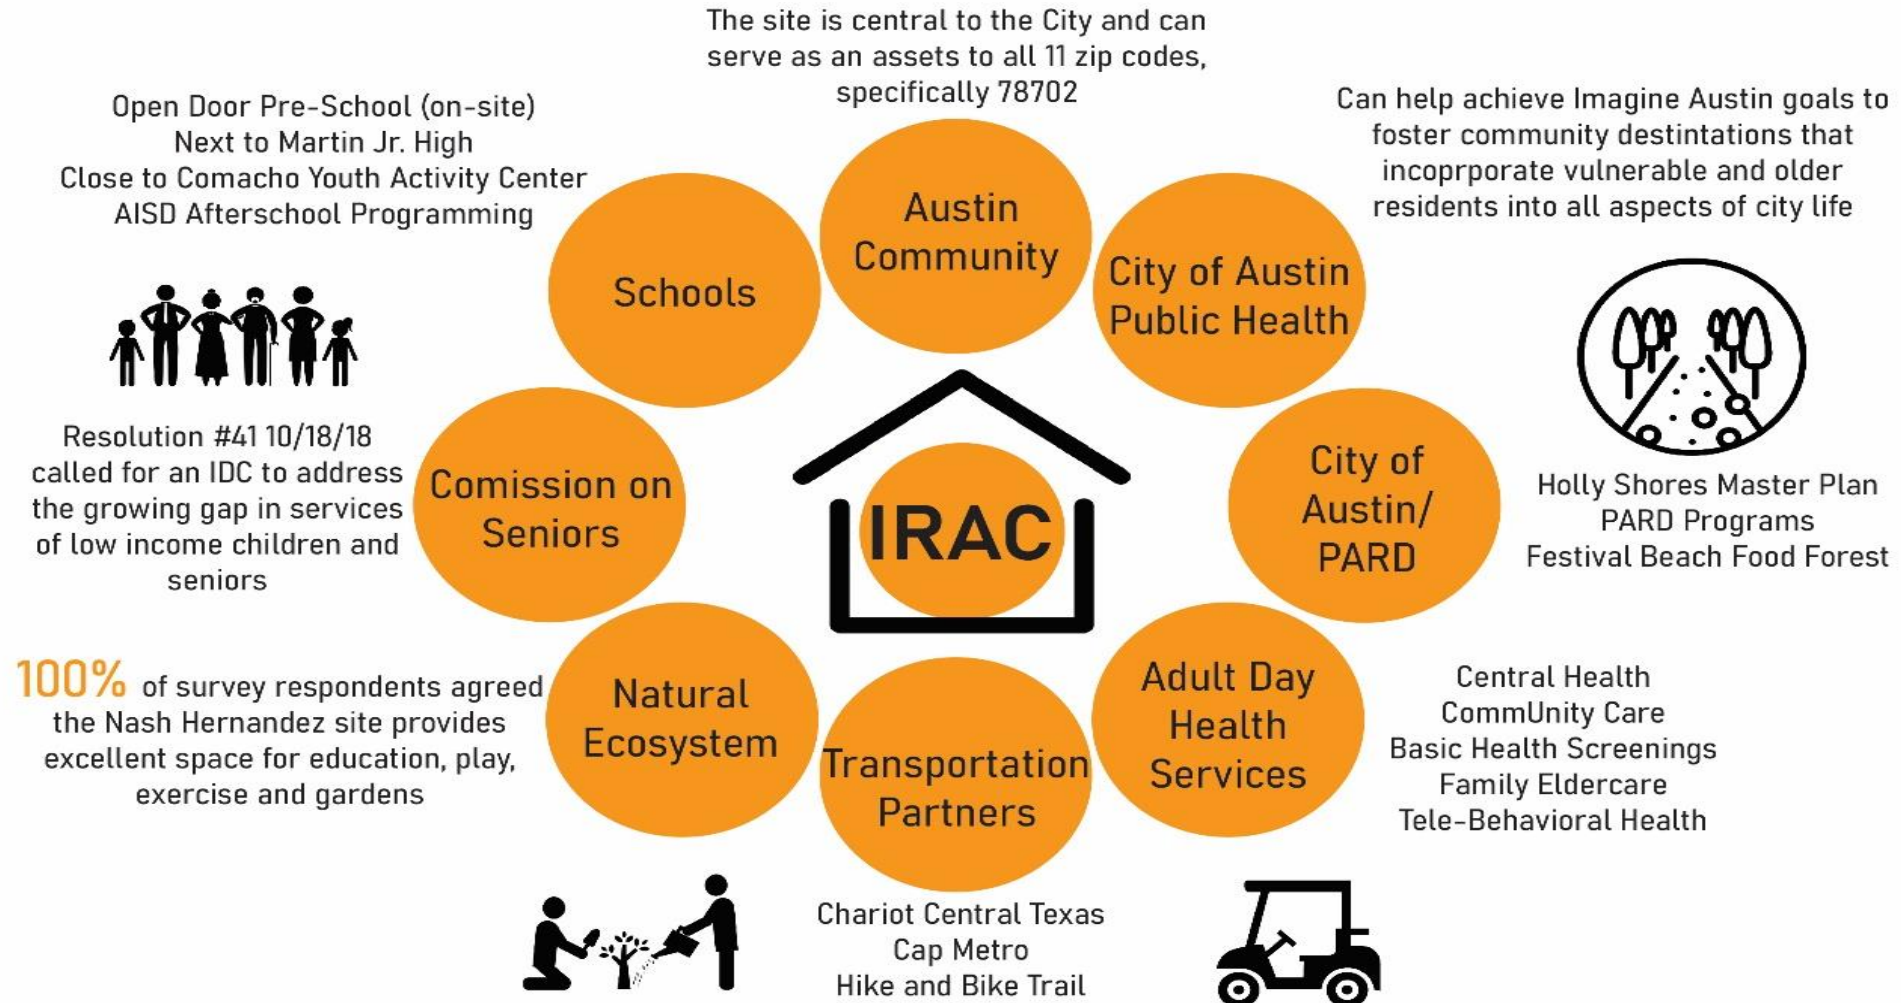 The site is central to the City and can
serve as an assets to all 11 zip codes,
specifically 78702
Open Door Pre-School (on-site)
Next to Martin Jr. High
Close to Comacho Youth Activity Center
AISD Afterschool Programming
Can help achieve Imagine Austin goals to
foster community destintations that
incoprporate vulnerable and older
residents into all aspects of city life
Austin
Community
Schools
City of Austin
Public Health
Resolution #41 10/18/18
called for an IDC to address
the growing gap in services
of low income children and
seniors
Comission on
Seniors
IRAC
City of
Austin/
PARD
Holly Shores Master Plan
PARD Programs
Festival Beach Food Forest
100% of survey respondents agreed
the Nash Hernandez site provides
excellent space for education, play,
exercise and gardens
Natural
Ecosystem
Transportation
Partners
Adult Day
Health
Services
Central Health
CommUnity Care
Basic Health Screenings
Family Eldercare
Tele-Behavioral Health
Chariot Central Texas
Cap Metro
Hike and Bike Trail